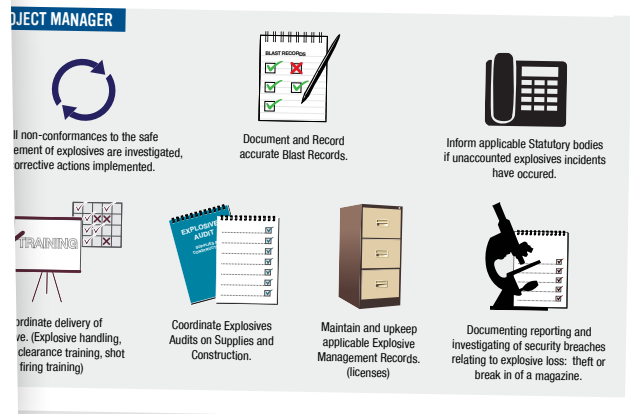 PROJECT MANAGER
BLAST RECORDS
ll non-conformances to the safe
ement of explosives are investigated,
orrective actions implemented.
Document and Record
accurate Blast Records.
Inform applicable Statutory bodies
if unaccounted explosives incidents
have occured.
TRAINING
EXPLOSIVE
AUDIT
ordinate delivery of
ve. (Explosive handling,
clearance training, shot
firing training)
Coordinate Explosives
Audits on Supplies and
Construction.
Maintain and upkeep
applicable Explosive
Management Records.
(licenses)
Documenting reporting and
investigating of security breaches
relating to explosive loss: theft or
break in of a magazine.